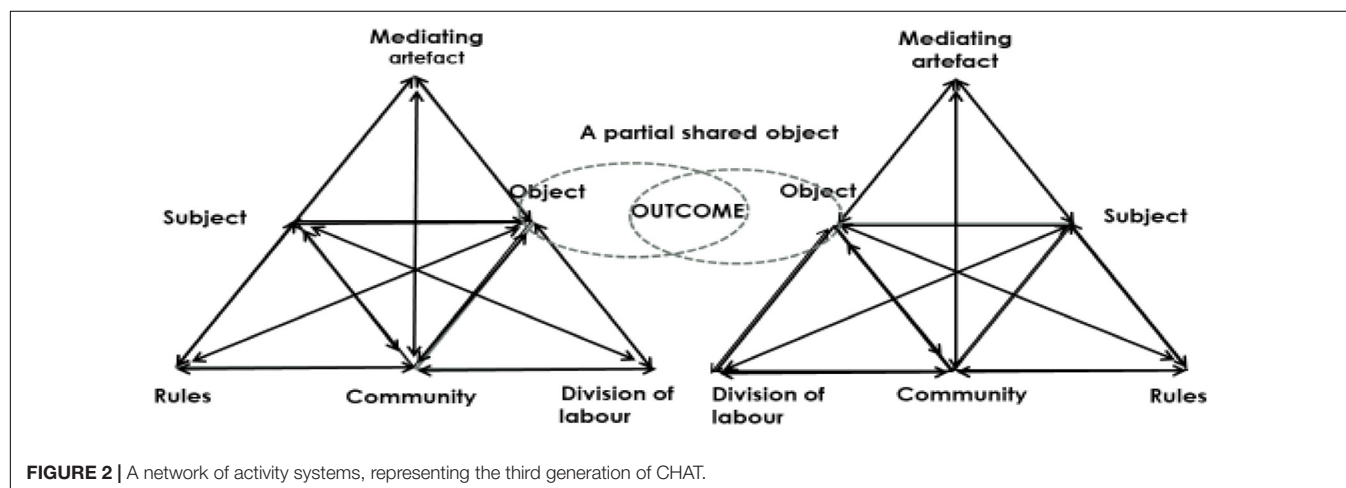 Mediating
artefact
Mediating
artefact
A partial shared object
Subject
Object
OUTCOME
Object
Subject
Rules
Community
Division of
labour
Division of
labour
Community
Rules
FIGURE 2 | A network of activity systems, representing the third generation of CHAT.